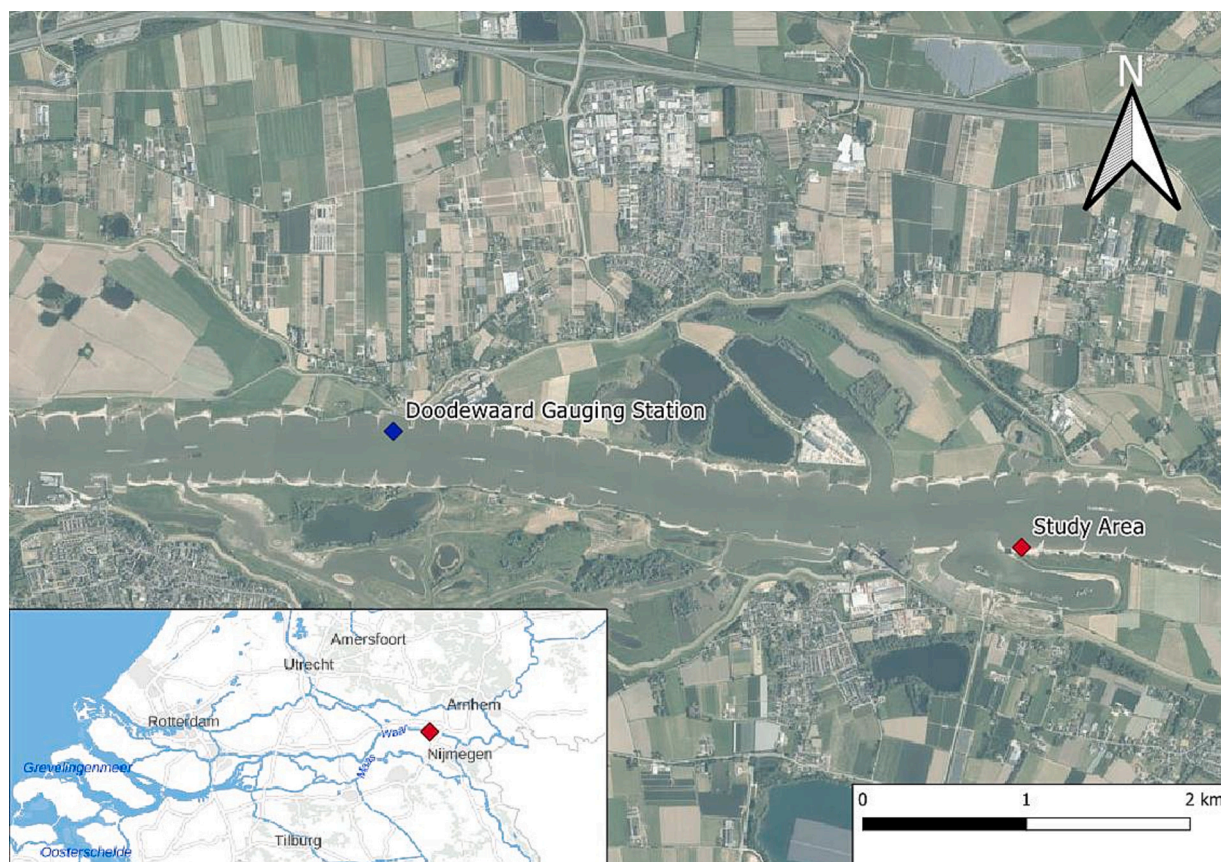 N
Doodewaard Gauging Station
Study Area
Amersfoort
Utrecht
Arnhem
Rotterdam
Waal
Nijmegen
Maas
Grevelingenmeer
Tilburg
Oosterschelde
0 1 2 km